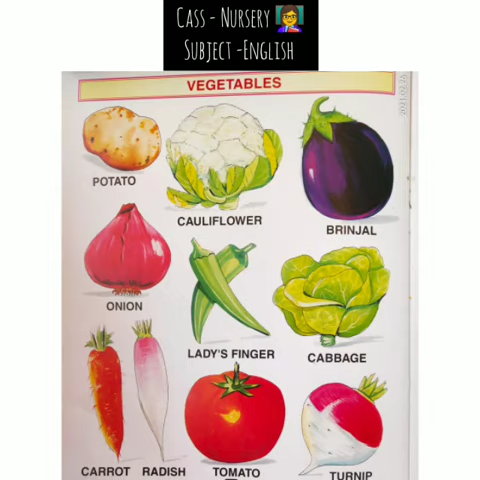 Cass - Nursery
Subject -English
VEGETABLES
POTATO
CAULIFLOWER
BRINJAL
ONION
LADY'S FINGER
CABBAGE
CARROT RADISH TOMATO TURNIP